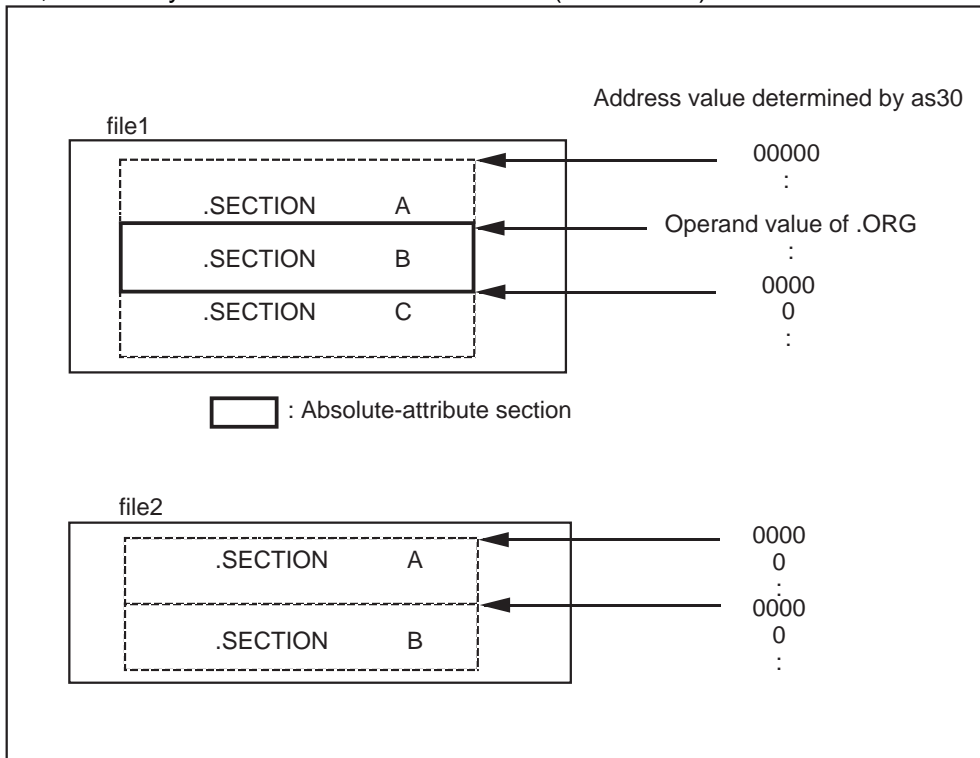 Address value determined by as30
file1
00000
:
.SECTION A
Operand value of .ORG
:
.SECTION B
0000
0
:
.SECTION C
: Absolute-attribute section
file2
0000
0
:
.SECTION A
0000
0
:
.SECTION B